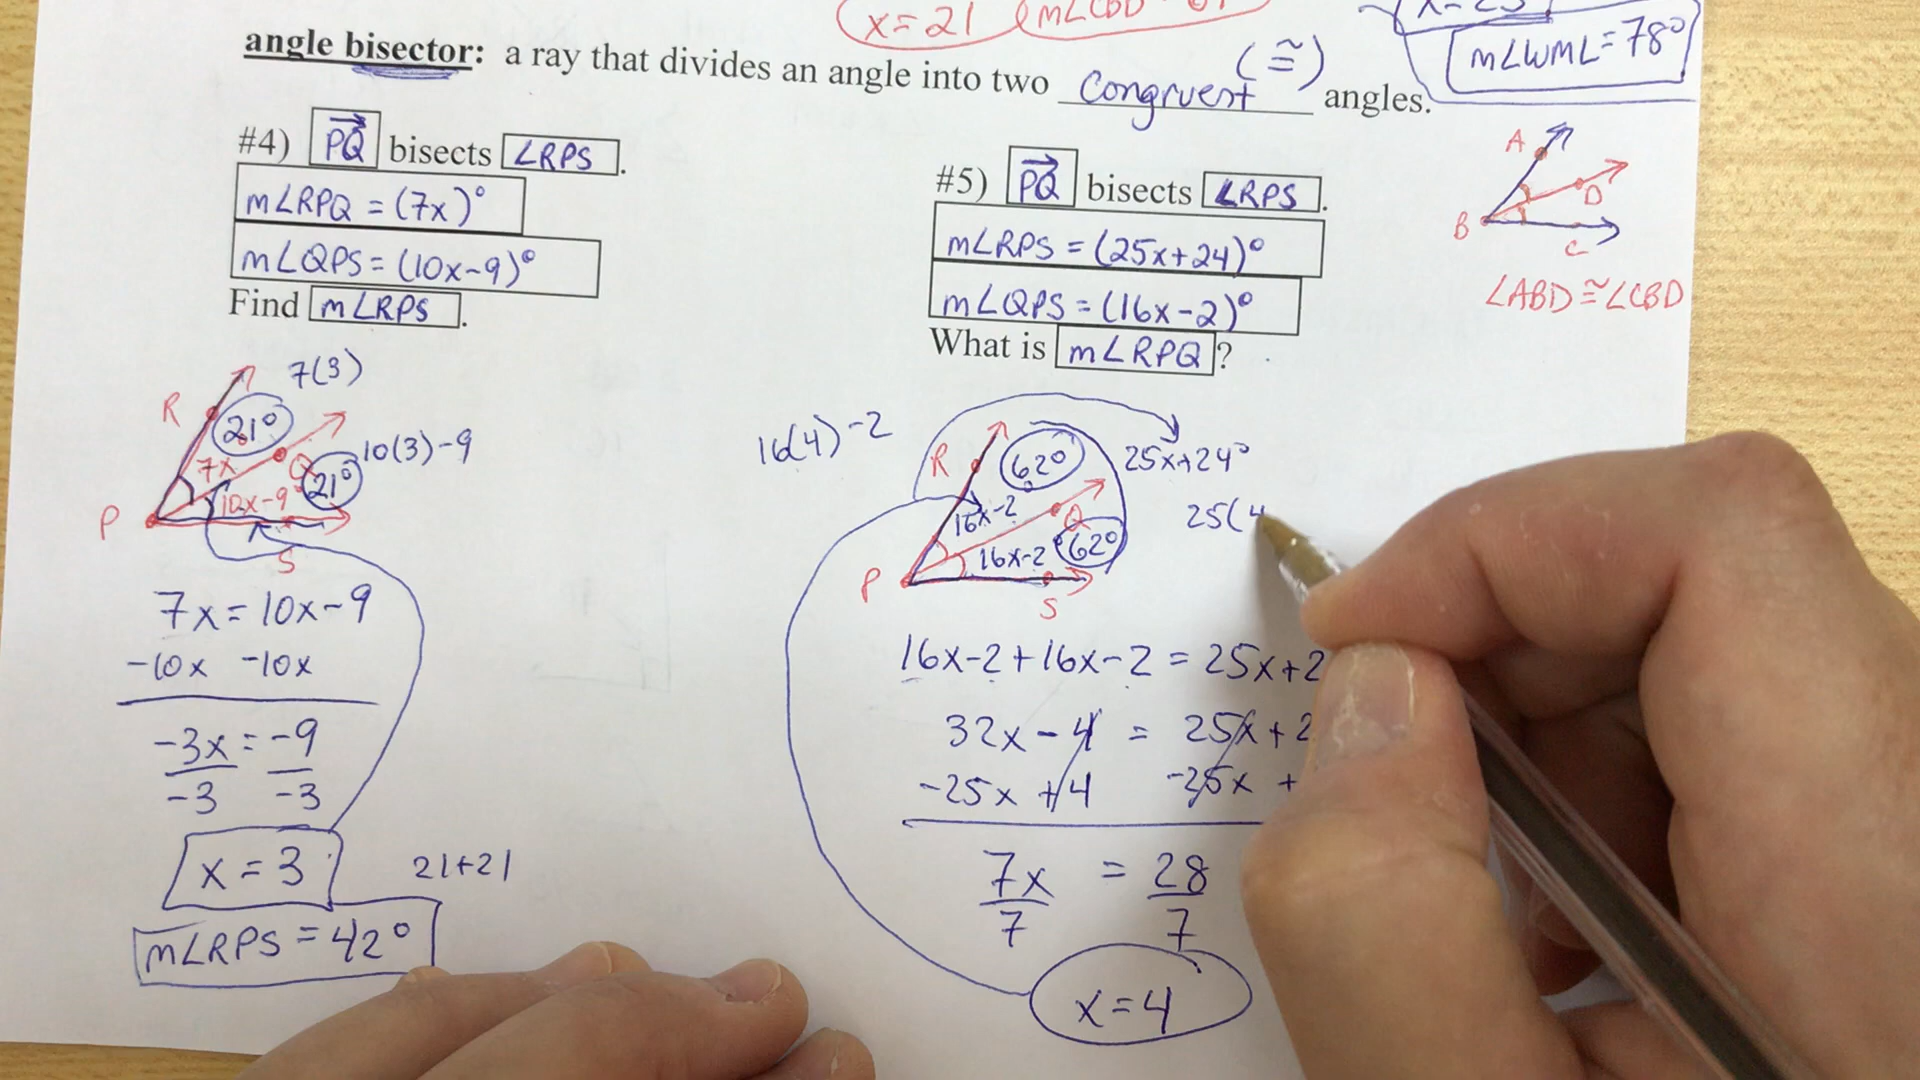 x=21 m∠CBD
x=25
m∠WML=78°
angle bisector: a ray that divides an angle into two congruent (≅) angles.
#4) PQ bisects ∠RPS.
m∠RPQ = (7x)°
m∠QPS = (10x-9)°
Find m∠RPS.
7(3)
R 21°
10(3)-9
7x Q 21°
10x-9
P
S
7x = 10x-9
-10x -10x
-3x = -9
-3 -3
x = 3
21+21
m∠RPS = 42°
#5) PQ bisects ∠RPS.
m∠RPS = (25x+24)°
m∠QPS = (16x-2)°
What is m∠RPQ?
16(4)-2
R 62° 25x+24°
16x-2 Q 25(4
16x-2 62°
P
S
16x-2+16x-2 = 25x+2
32x-4 = 25x+2
-25x +4 -25x +
7x = 28
7 7
x=4
A
D
B
C
∠ABD≅∠CBD